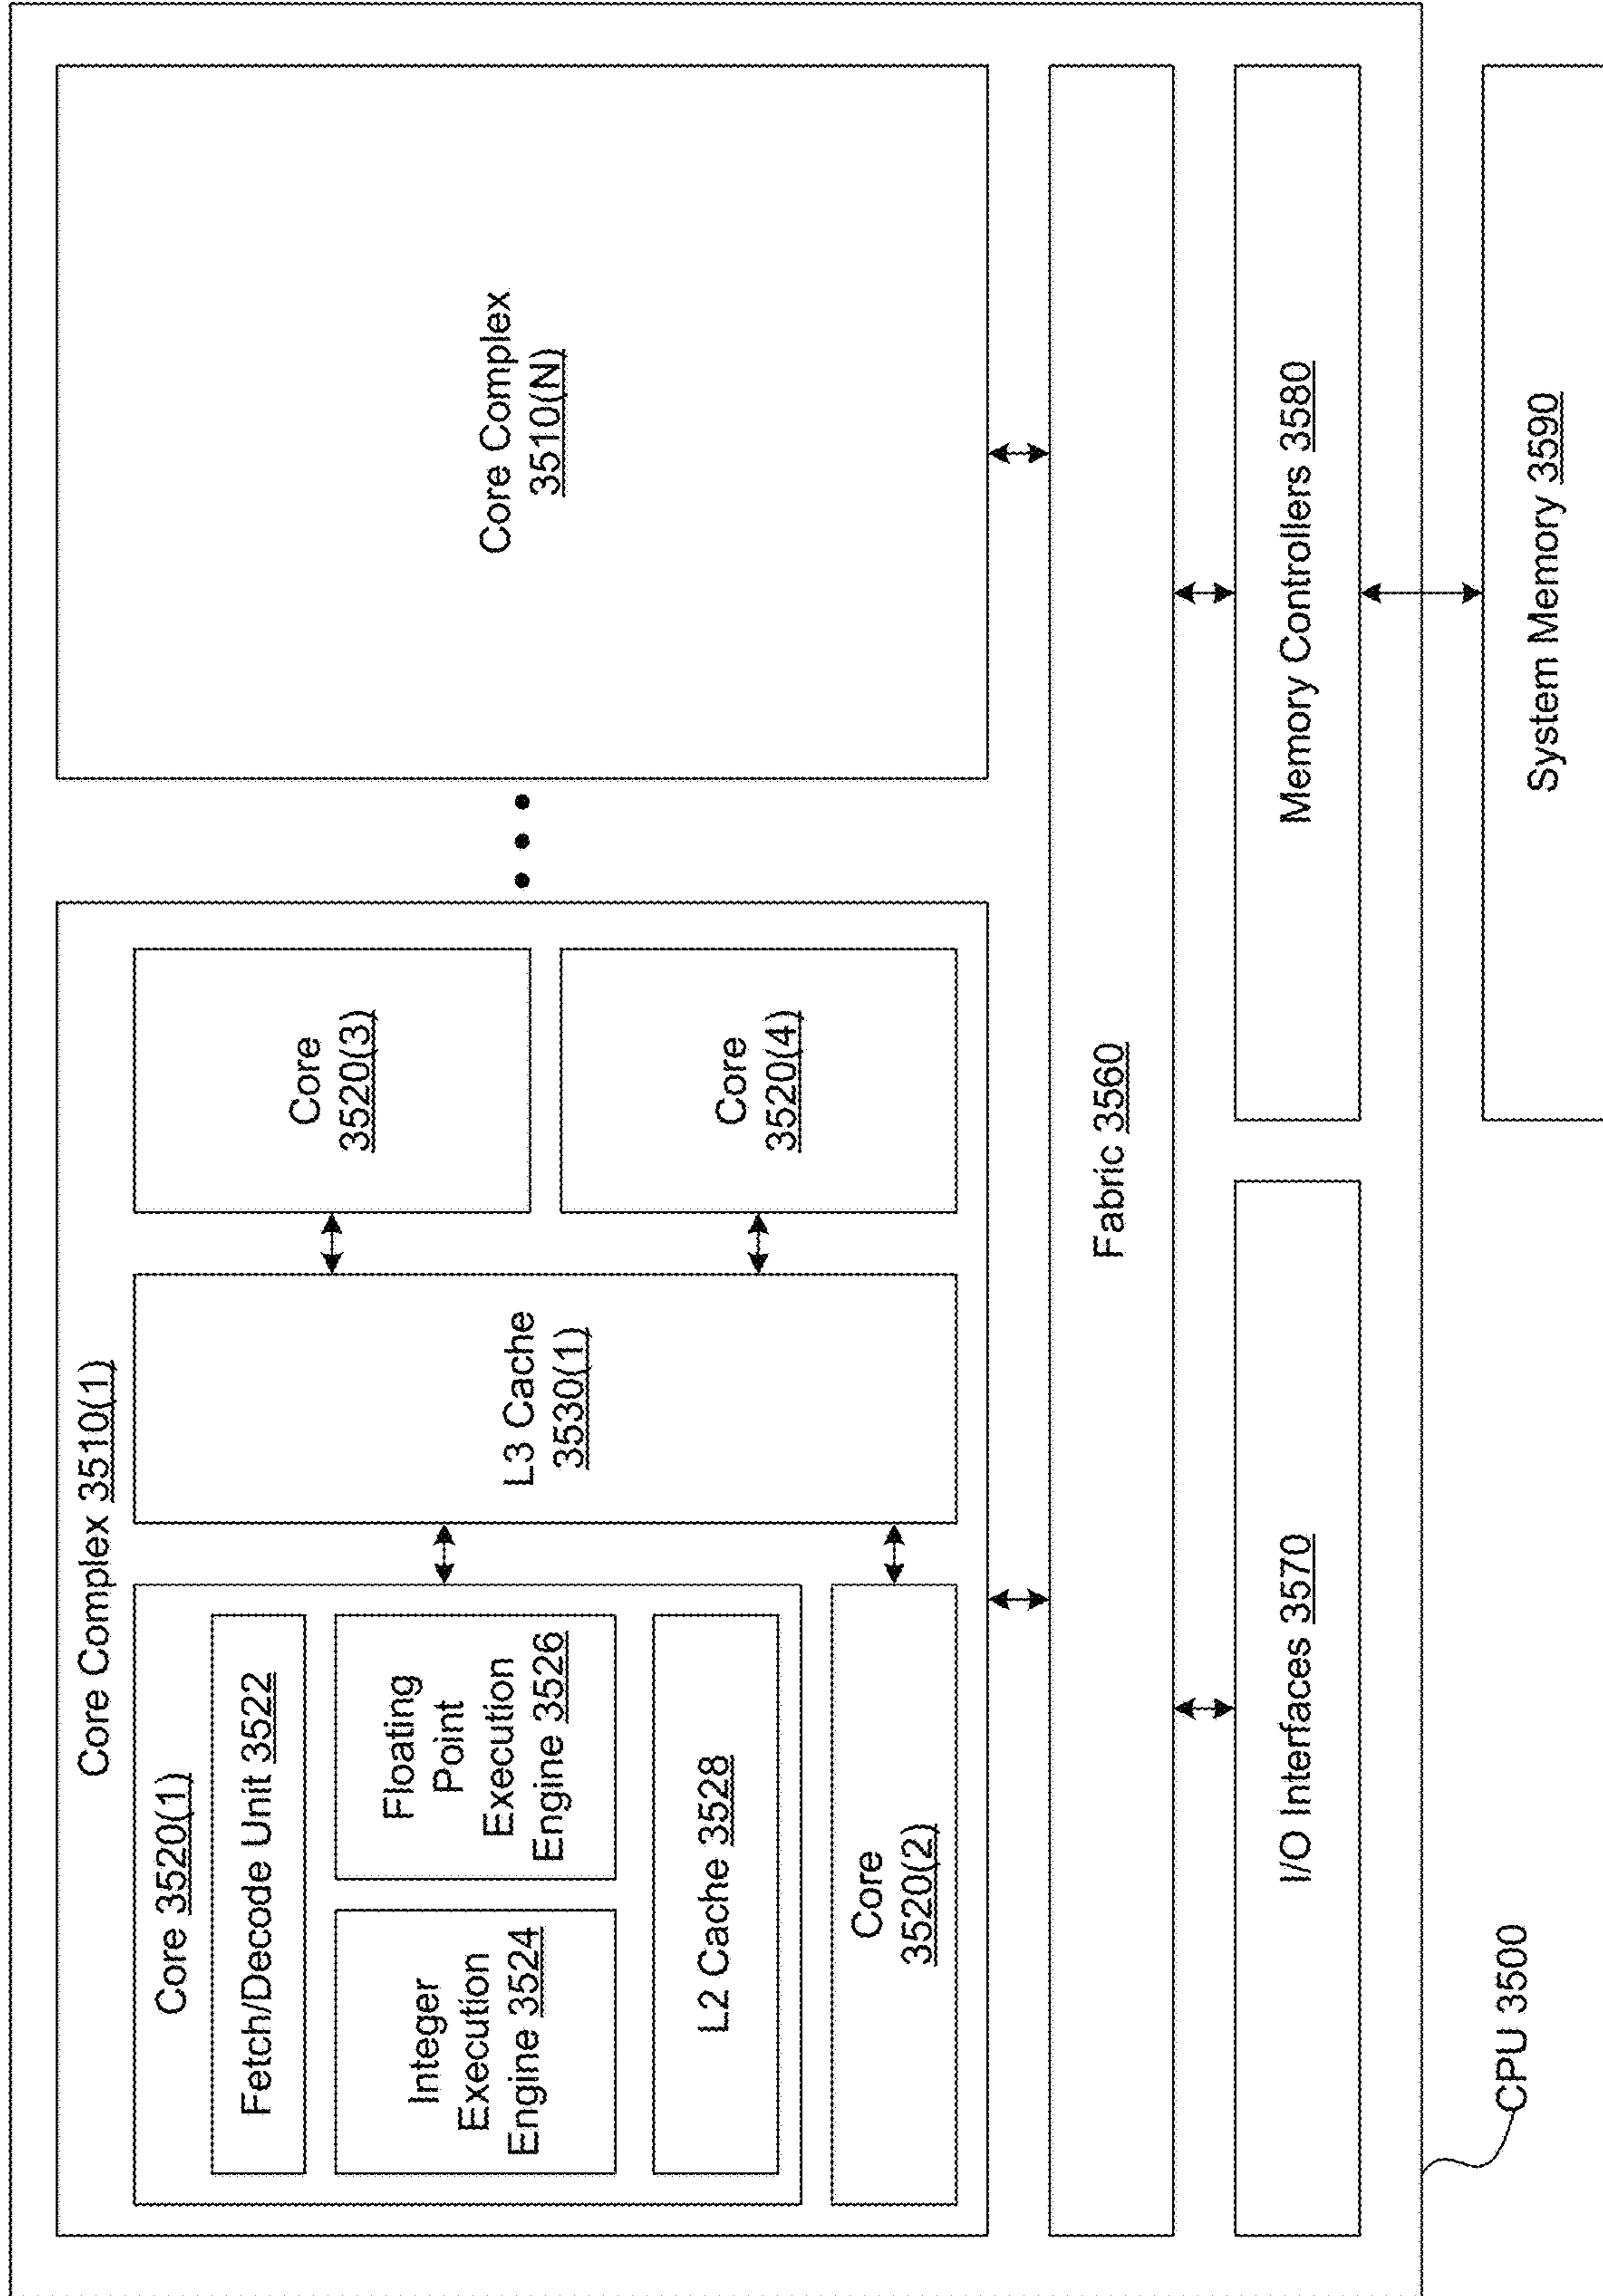 Core Complex 3510(1)
Core 3520(1)
Fetch/Decode Unit 3522
Integer
Execution
Engine 3524
Floating
Point
Execution
Engine 3526
L2 Cache 3528
Core
3520(2)
L3 Cache
3530(1)
Core
3520(3)
Core
3520(4)
Core Complex
3510(N)
Fabric 3560
I/O Interfaces 3570
Memory Controllers 3580
CPU 3500
System Memory 3590